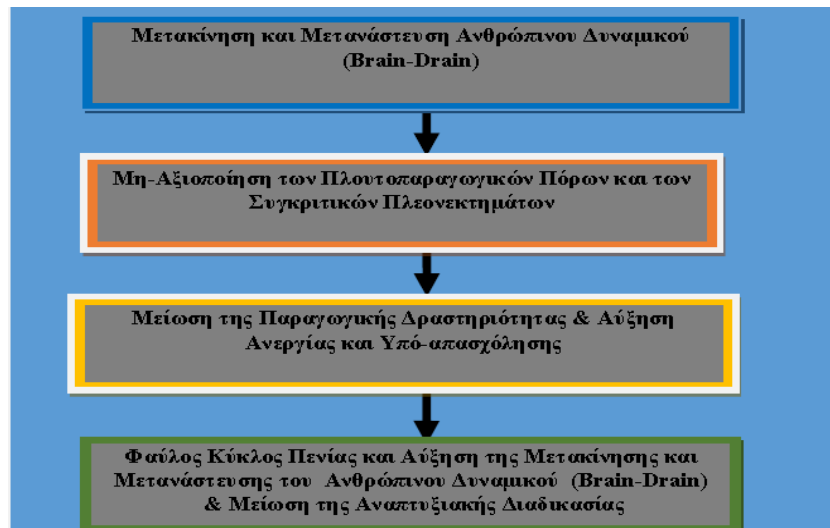 Μετακίνηση και Μετανάστευση Ανθρώπινου Δυναμικού
(Brain-Drain)
Μη-Αξιοποίηση των Πλουτοπαραγωγικών Πόρων και των
Συγκριτικών Πλεονεκτημάτων
Μείωση της Παραγωγικής Δραστηριότητας & Αύξηση
Ανεργίας και Υπό-απασχόλησης
Φαύλος Κύκλος Πενίας και Αύξηση της Μετακίνησης και
Μετανάστευσης του Ανθρώπινου Δυναμικού (Brain-Drain)
& Μείωση της Αναπτυξιακής Διαδικασίας